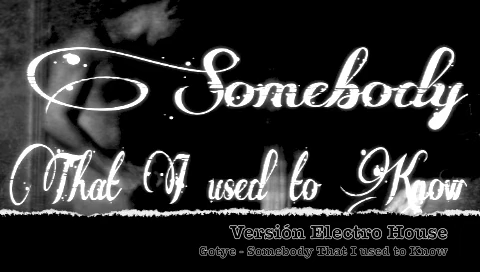 Somebody
That I used to Know
Versión Electro House
Gotye - Somebody That I used to Know